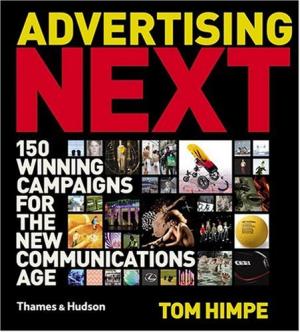 ADVERTISING
NEXT
150
WINNING
CAMPAIGNS
FOR
THE
NEW
COMMUNICATIONS
AGE
Thames & Hudson
TOM HIMPE